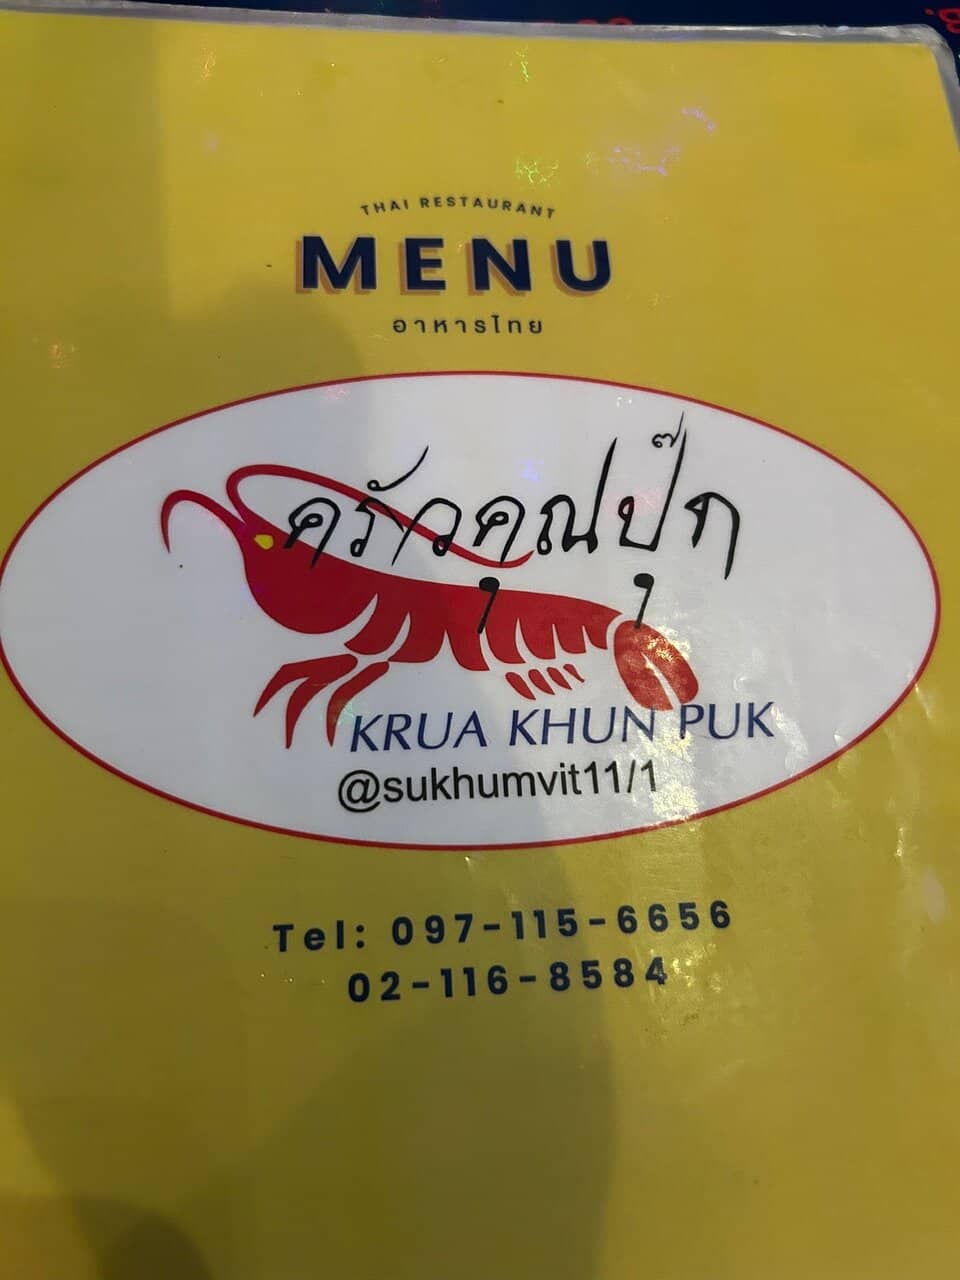 THAI RESTAURANT
MENU
อาหารไทย
ครัวคุณปุ๊ก
KRUA KHUN PUK
@sukhumvit11/1
Tel: 097-115-6656
02-116-8584